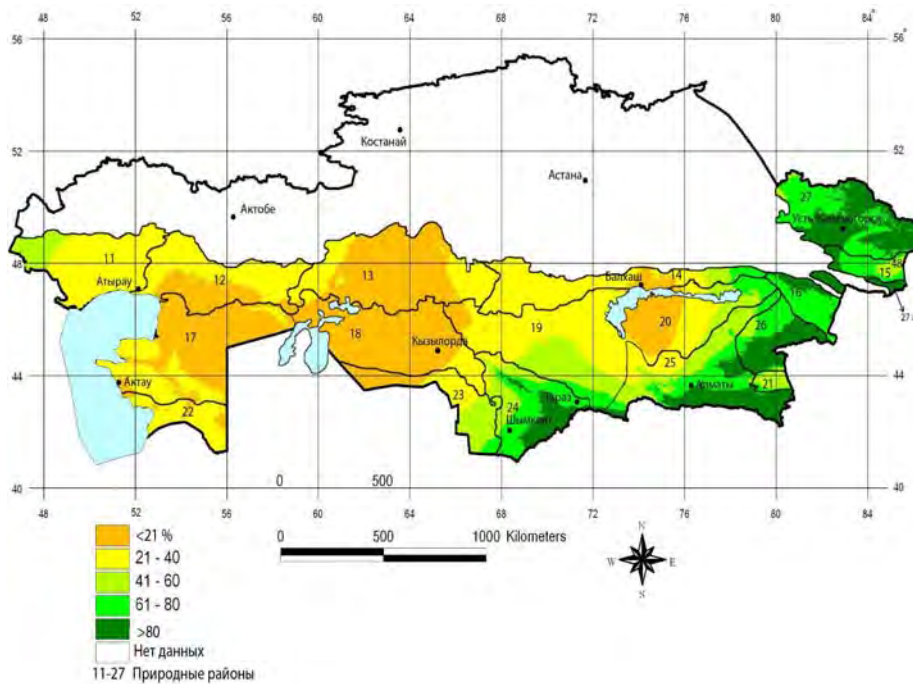 48 52 56 60 64 68 72 76 80 84
56 56°
Костанай
52 52
Астана
27
Актобе
Усть-Каменогорск
48 11 12 13 14 15 48
Атырау Балхаш 16
27
17 18 19 20 26
Кызылорда
25
44 Актау 23 24 Тараз Алматы 21 44
22 Шымкент
0 500
40 40
48 52 56 60 64 68 72 76 80 84
<21 %
21 - 40
41 - 60
61 - 80
>80
Нет данных
11-27 Природные районы
0 500 1000 Kilometers
N
W E
S